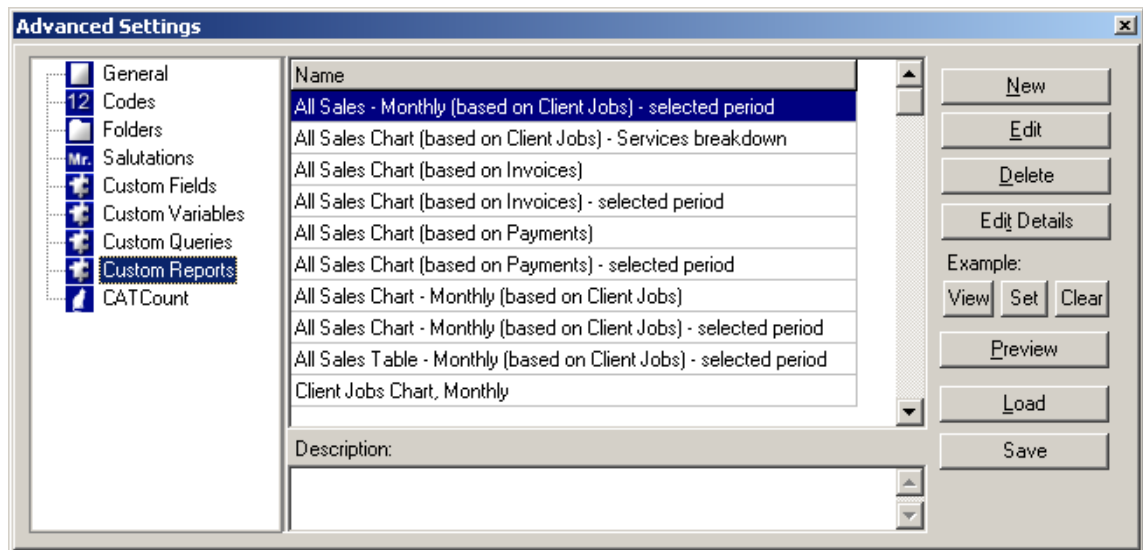 Advanced Settings
General
12 Codes
Folders
Mr. Salutations
Custom Fields
Custom Variables
Custom Queries
Custom Reports
CATCount
Name
All Sales - Monthly (based on Client Jobs) - selected period
All Sales Chart (based on Client Jobs) - Services breakdown
All Sales Chart (based on Invoices)
All Sales Chart (based on Invoices) - selected period
All Sales Chart (based on Payments)
All Sales Chart (based on Payments) - selected period
All Sales Chart - Monthly (based on Client Jobs)
All Sales Chart - Monthly (based on Client Jobs) - selected period
All Sales Table - Monthly (based on Client Jobs) - selected period
Client Jobs Chart, Monthly
Description:
New
Edit
Delete
Edit Details
Example:
View Set Clear
Preview
Load
Save